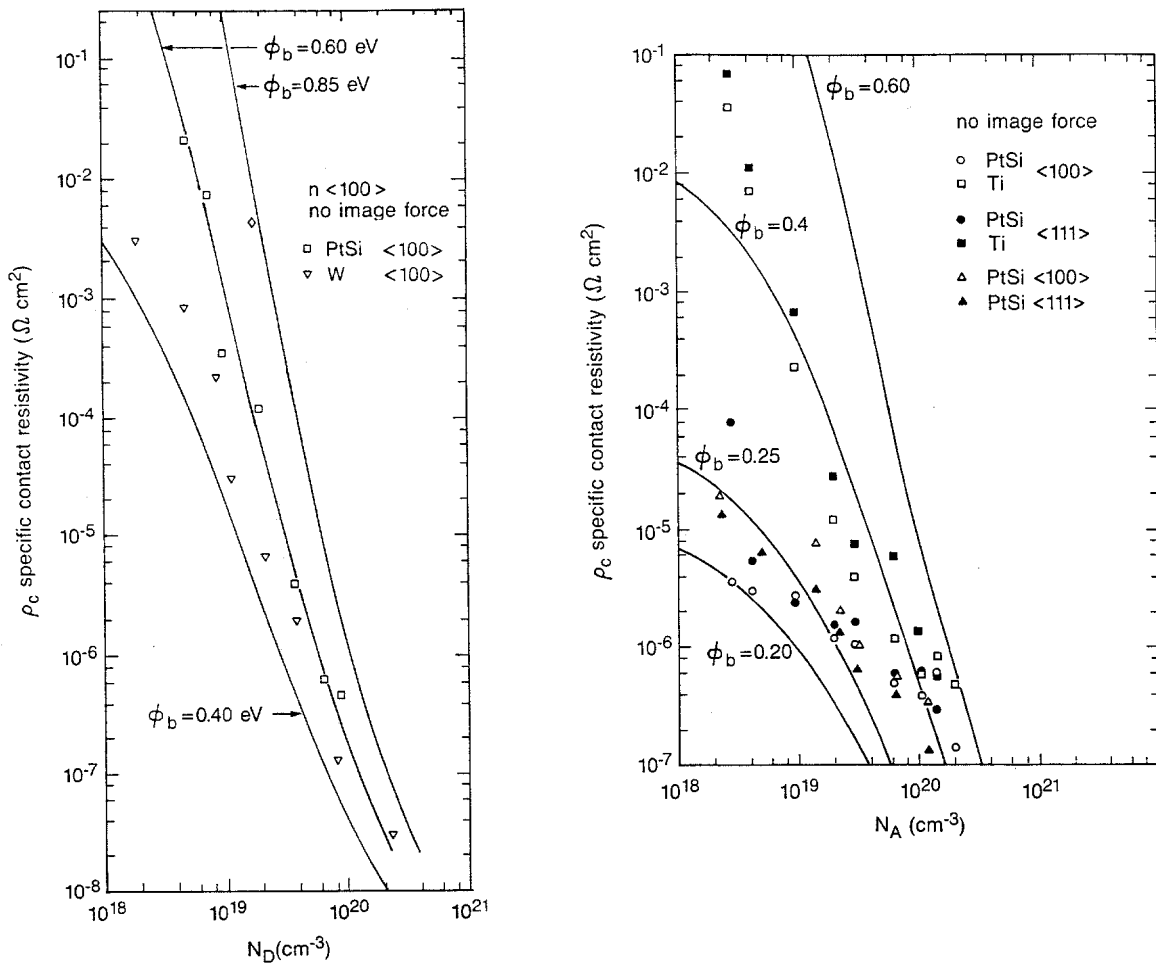 ρc specific contact resistivity (Ω cm2)
10-1
10-2
10-3
10-4
10-5
10-6
10-7
10-8
ϕb=0.60 eV
ϕb=0.85 eV
n <100>
no image force
□ PtSi <100>
▿ W <100>
ϕb=0.40 eV
1018
1019
1020
1021
ND(cm-3)
ρc specific contact resistivity (Ω cm2)
10-1
10-2
10-3
10-4
10-5
10-6
10-7
ϕb=0.60
no image force
○ PtSi
□ Ti
<100>
● PtSi
■ Ti
<111>
△ PtSi <100>
▲ PtSi <111>
ϕb=0.4
ϕb=0.25
ϕb=0.20
1018
1019
1020
1021
NA (cm-3)